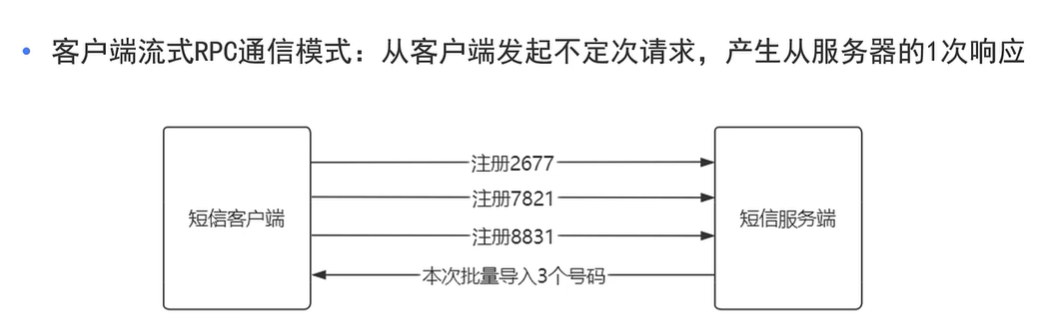 • 客户端流式RPC通信模式：从客户端发起不定次请求，产生从服务器的1次响应
注册2677
注册7821
短信客户端
短信服务端
注册8831
本次批量导入3个号码